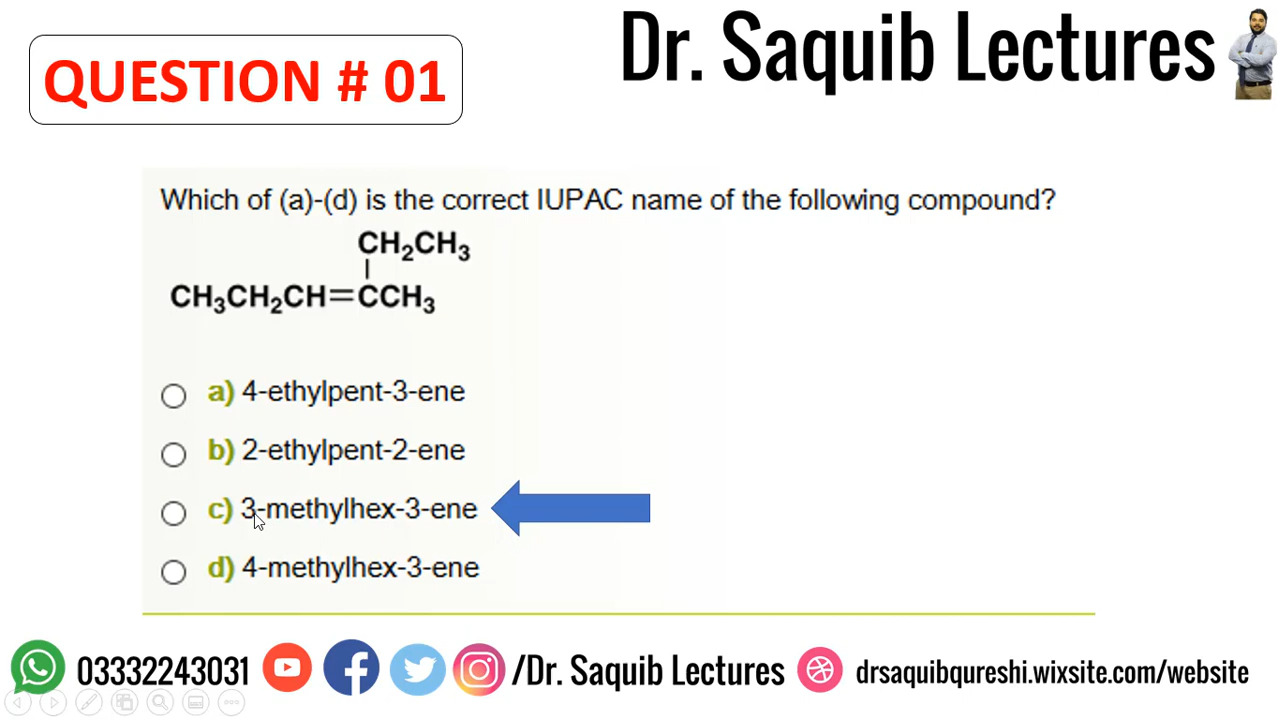 QUESTION # 01
Dr. Saquib Lectures
Which of (a)-(d) is the correct IUPAC name of the following compound?
CH₂CH₃
CH₃CH₂CH=CCH₃
a) 4-ethylpent-3-ene
b) 2-ethylpent-2-ene
c) 3-methylhex-3-ene
d) 4-methylhex-3-ene
03332243031 /Dr. Saquib Lectures drsaquibqureshi.wixsite.com/website